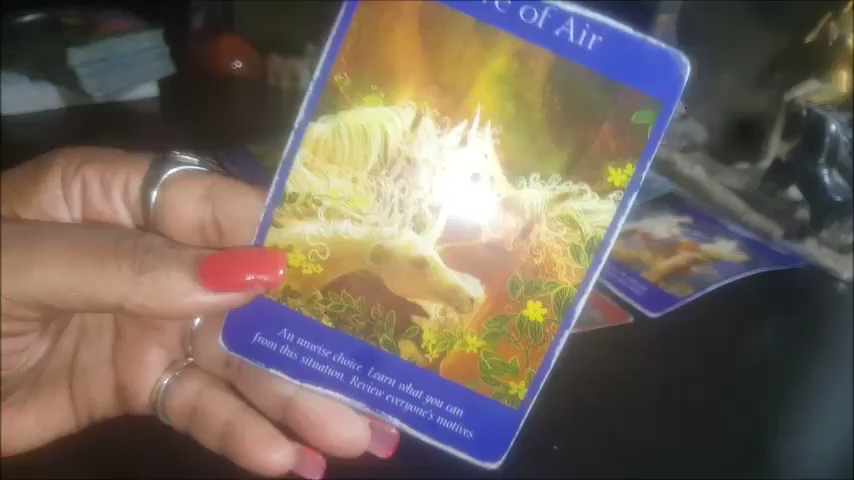 of Air
An unwise choice. Learn what you can
from this situation. Review everyone's motives.